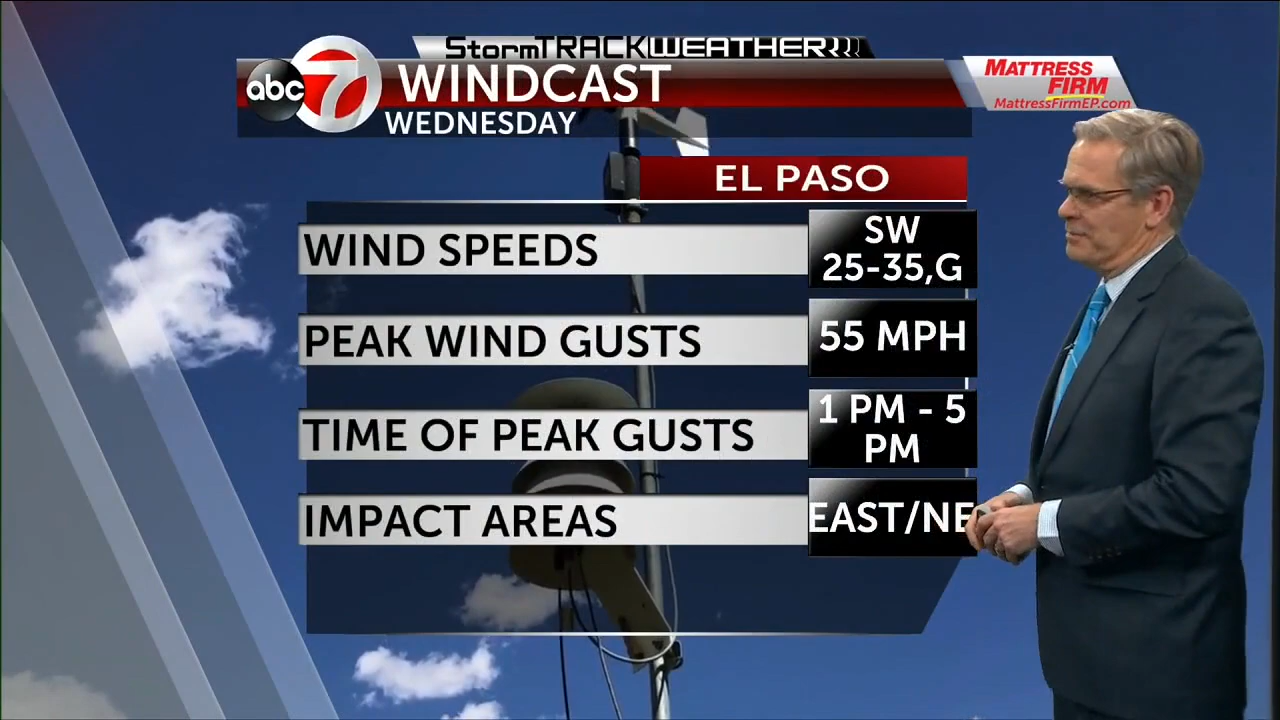 StormTRACKWEATHER
abc 7 WINDCAST
WEDNESDAY
MATTRESS
FIRM
MattressFirmEP.com
EL PASO
WIND SPEEDS
SW
25-35,G
PEAK WIND GUSTS
55 MPH
TIME OF PEAK GUSTS
1 PM - 5
PM
IMPACT AREAS
EAST/NE